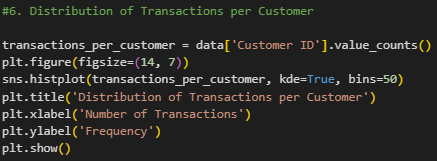 #6. Distribution of Transactions per Customer
transactions_per_customer = data['Customer ID'].value_counts()
plt.figure(figsize=(14, 7))
sns.histplot(transactions_per_customer, kde=True, bins=50)
plt.title('Distribution of Transactions per Customer')
plt.xlabel('Number of Transactions')
plt.ylabel('Frequency')
plt.show()